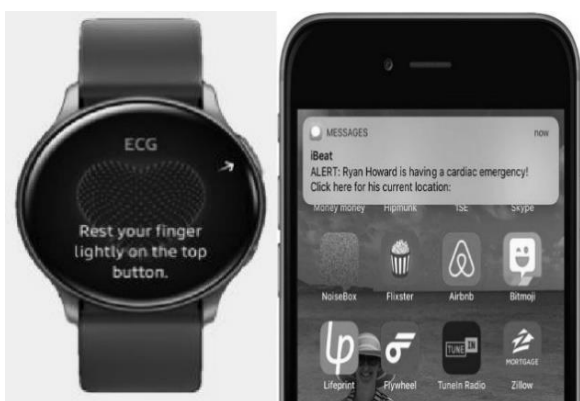 ECG
Rest your finger
lightly on the top
button.
MESSAGES now
iBeat
ALERT: Ryan Howard is having a cardiac emergency!
Click here for his current location:
Money money Hipmunk TSE Skype
NoiseBox Flixster Airbnb Bitmoji
lp TUNE IN MORTGAGE
Lifeprint Flywheel TuneIn Radio Zillow